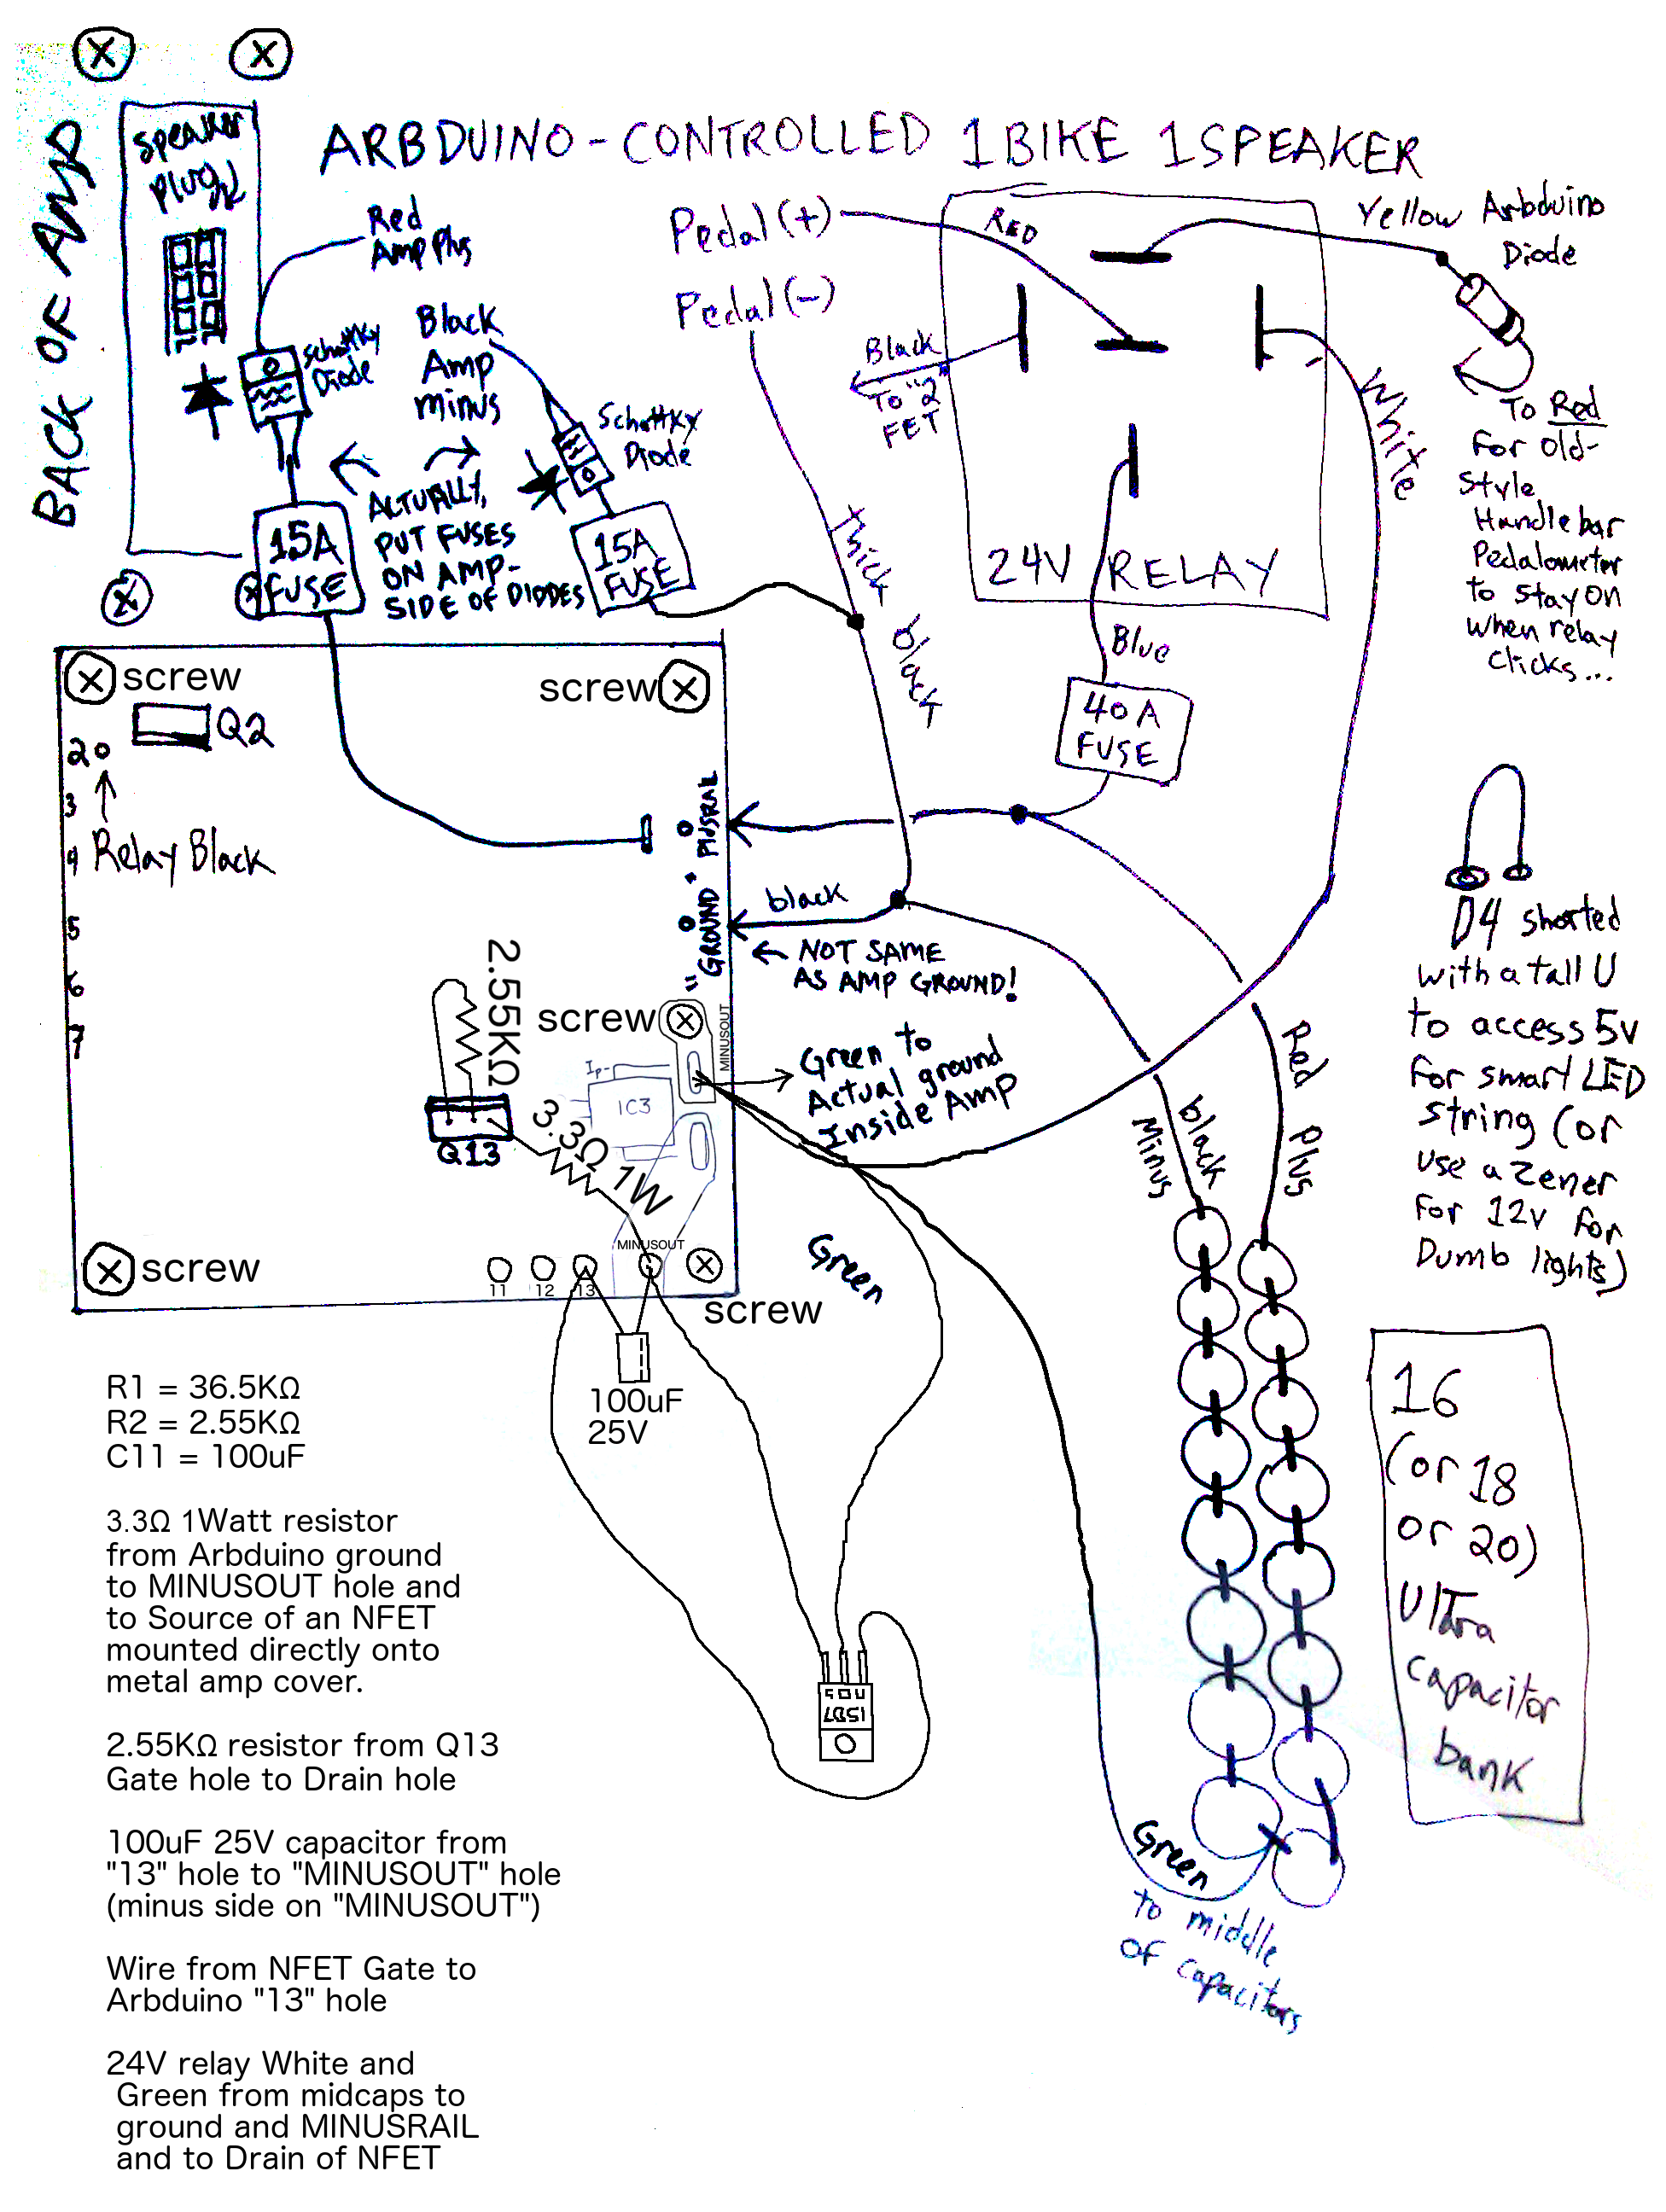 ARBDUINO-CONTROLLED 1BIKE 1SPEAKER
BACK OF AMP
speaker
plug
Red
Amp Plus
Schottky
Diode
Black
Amp
minus
Schottky
Diode
15A
FUSE
ACTUALLY,
PUT FUSES
ON AMP-
SIDE OF DIODES
15A
FUSE
Pedal (+)
Pedal (-)
RED
Black
To "2"
FET
24V RELAY
Yellow Arbduino
Diode
To Red
For Old-
Style
Handlebar
Pedalometer
to stay on
when relay
clicks...
White
thick black
Blue
40A
FUSE
screw
screw
Q2
2
3
4
5
6
7
Relay Black
PLUSRAIL
"GROUND"
black
NOT SAME
AS AMP GROUND!
2.55KΩ
screw
MINUSOUT
Ip-
IC3
Q13
3.3Ω 1W
Green to
Actual ground
Inside Amp
screw
11
12
13
MINUSOUT
screw
100uF
25V
Green
black
Minus
Red
Plus
D4 shorted
with a tall U
to access 5v
for smart LED
string (or
use a zener
for 12v for
Dumb lights)
16
(or 18
or 20)
Ultra
capacitor
bank
Green
to middle
of capacitors
R1 = 36.5KΩ
R2 = 2.55KΩ
C11 = 100uF
3.3Ω 1Watt resistor
from Arbduino ground
to MINUSOUT hole and
to Source of an NFET
mounted directly onto
metal amp cover.
2.55KΩ resistor from Q13
Gate hole to Drain hole
100uF 25V capacitor from
"13" hole to "MINUSOUT" hole
(minus side on "MINUSOUT")
Wire from NFET Gate to
Arbduino "13" hole
24V relay White and
Green from midcaps to
ground and MINUSRAIL
and to Drain of NFET